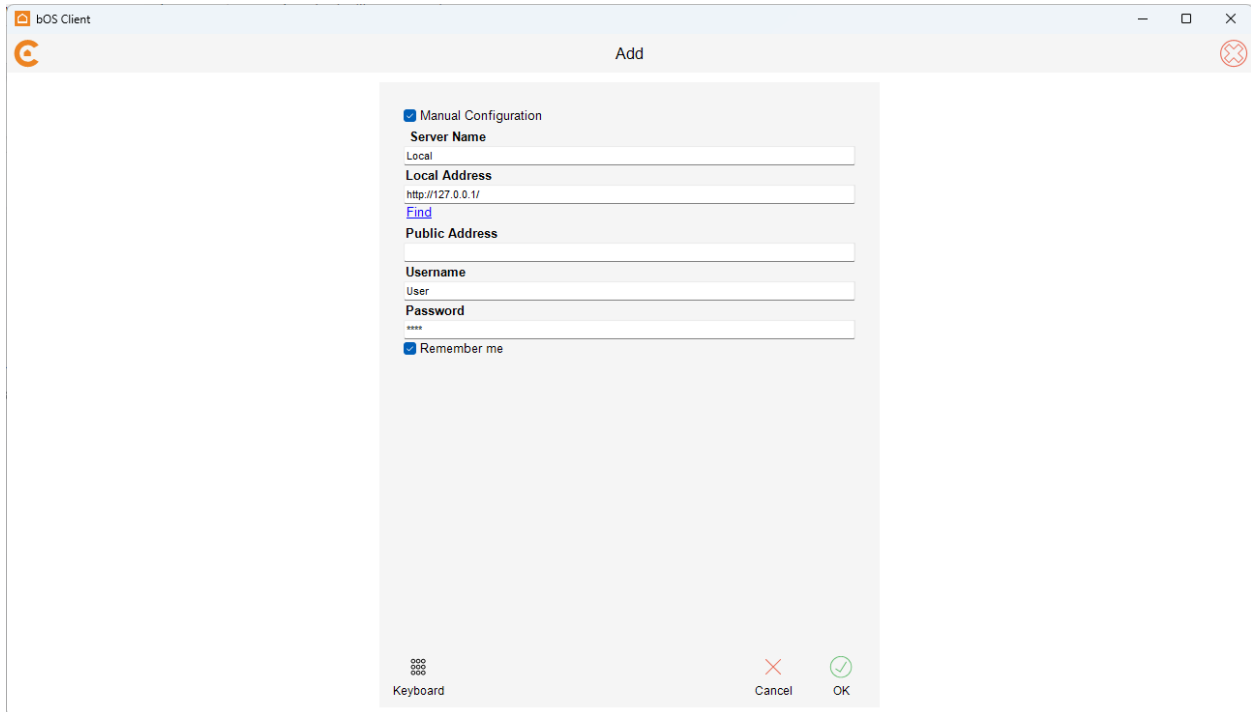 bOS Client
Add
Manual Configuration
Server Name
Local
Local Address
http://127.0.0.1/
Find
Public Address
Username
User
Password
****
Remember me
Keyboard
Cancel
OK